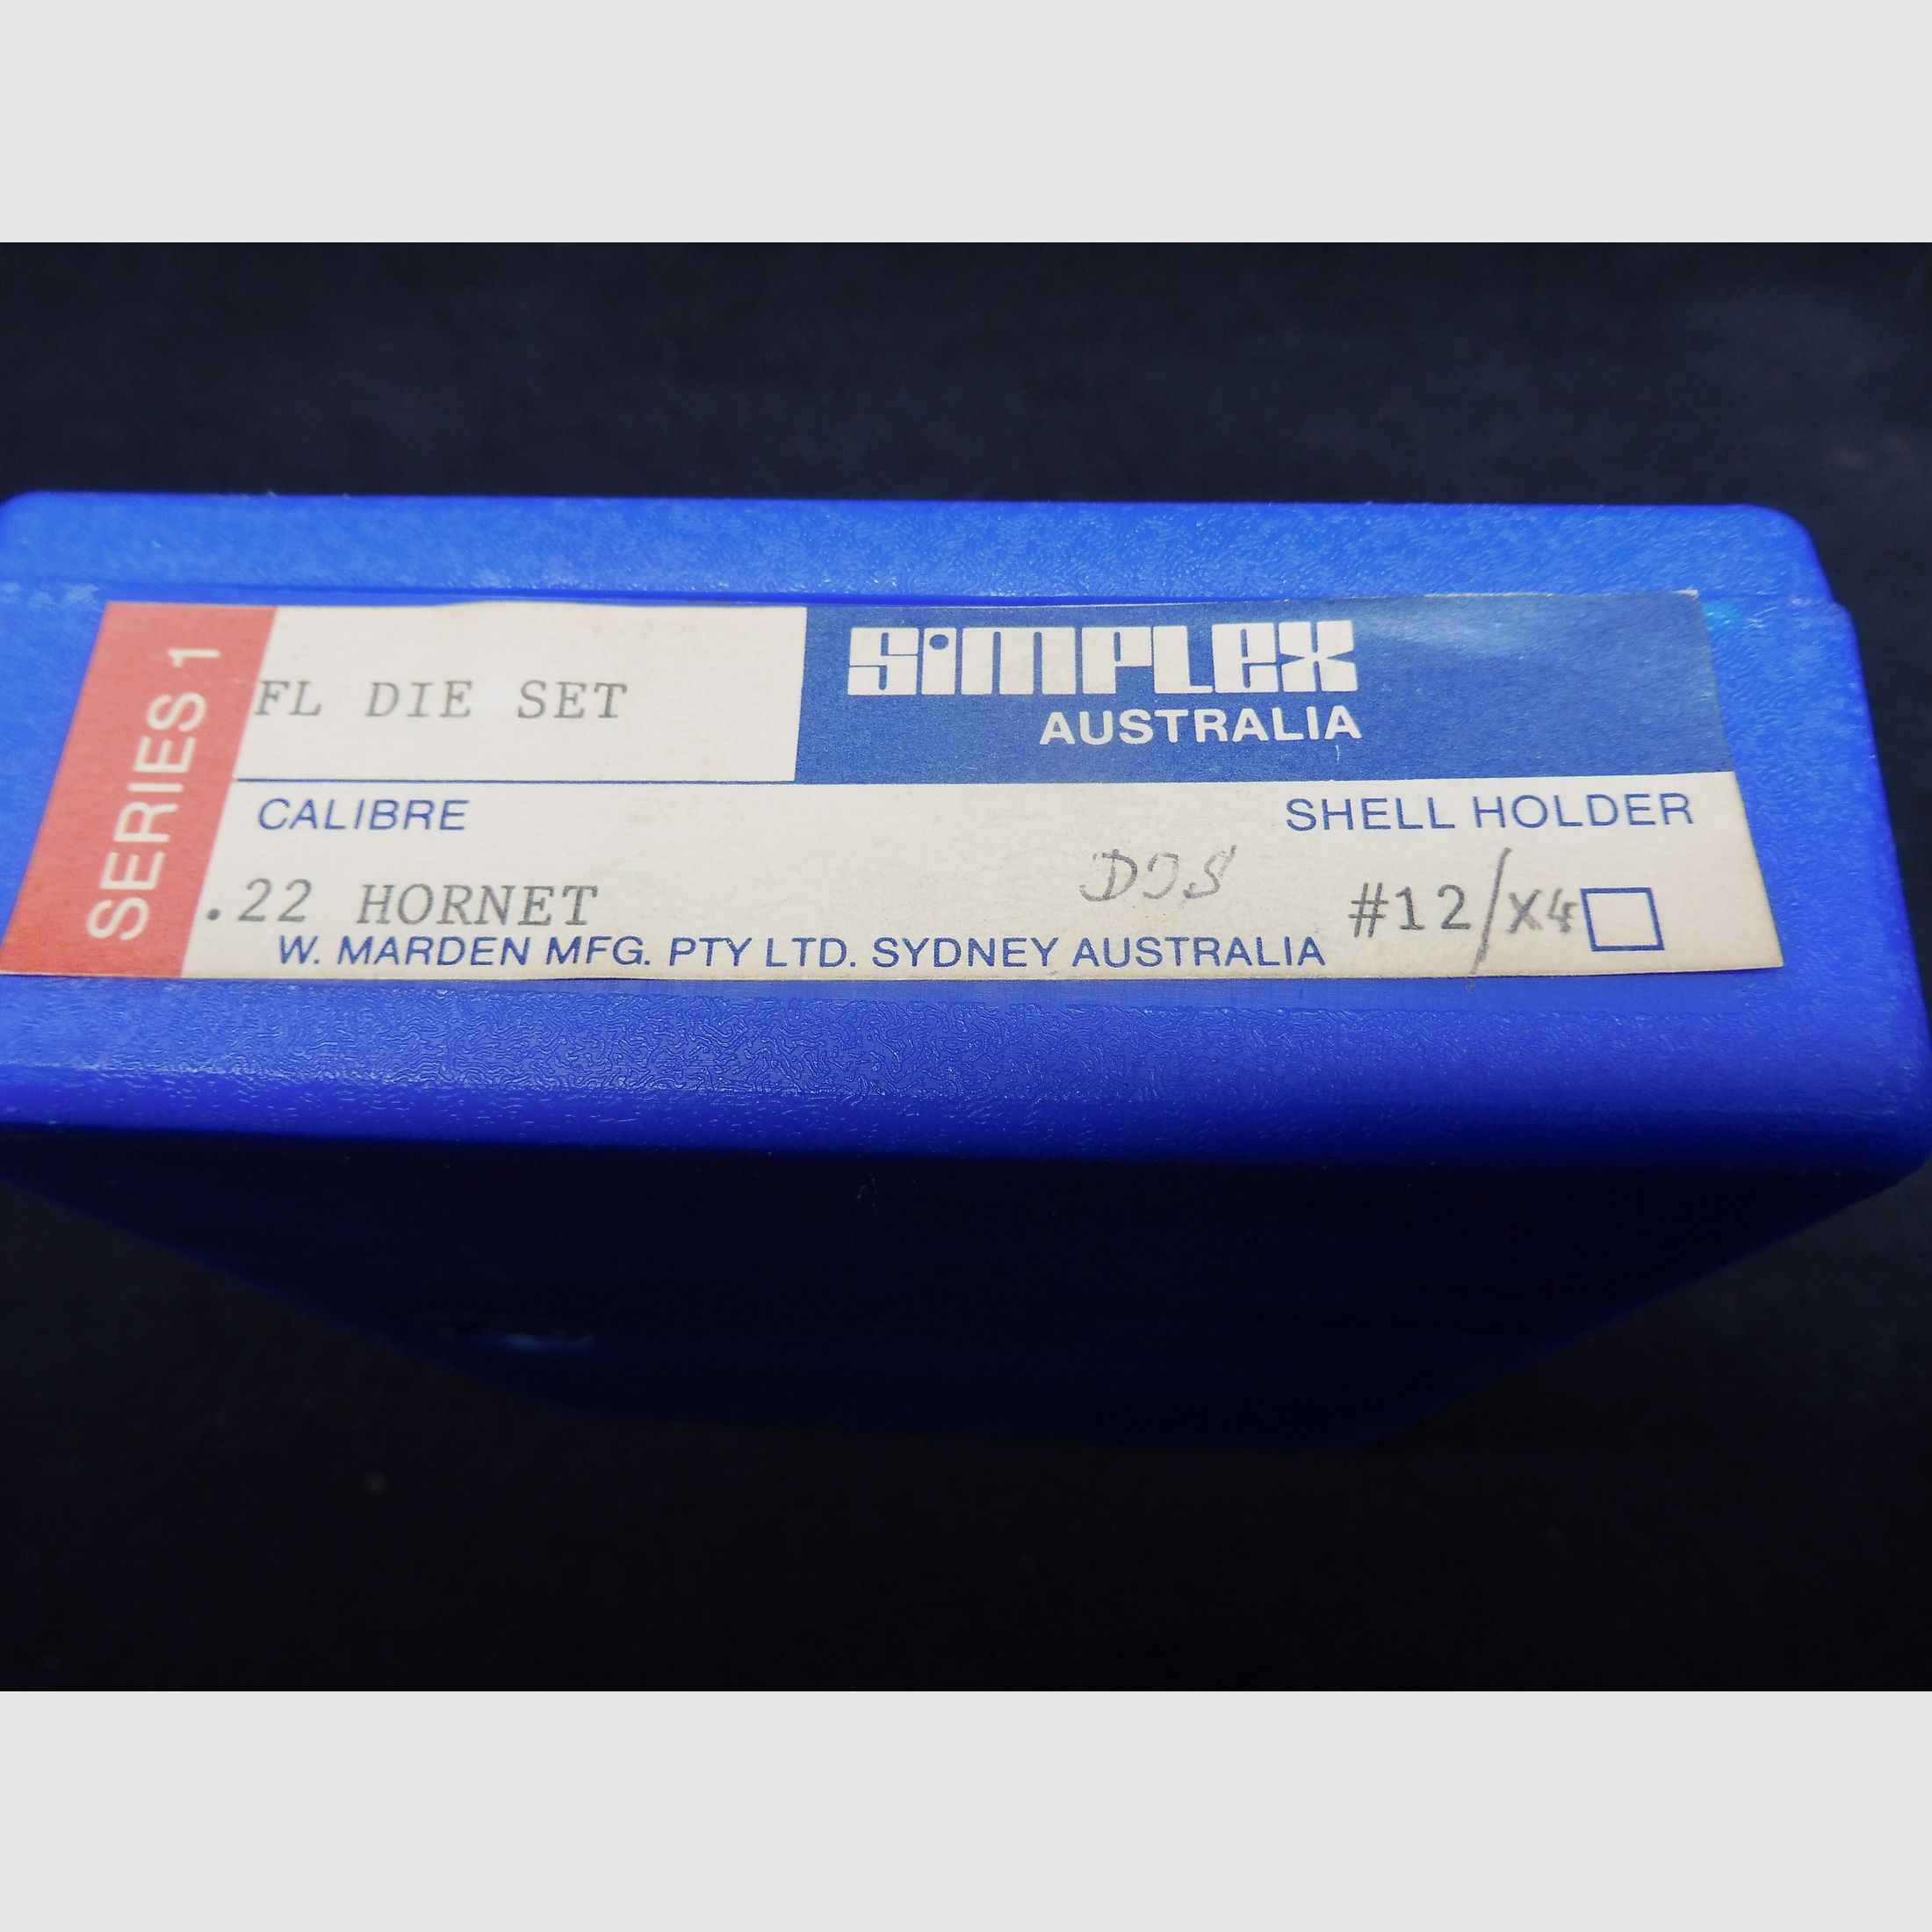 SERIES 1
FL DIE SET
SiMPLEX
AUSTRALIA
CALIBRE
SHELL HOLDER
.22 HORNET
#12/X4
W. MARDEN MFG. PTY LTD. SYDNEY AUSTRALIA